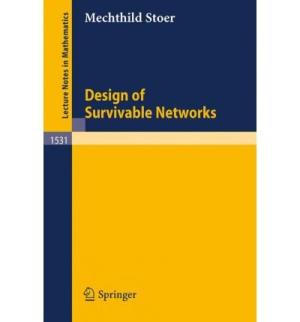 Mechthild Stoer
Lecture Notes in Mathematics
1531
Design of
Survivable Networks
Springer